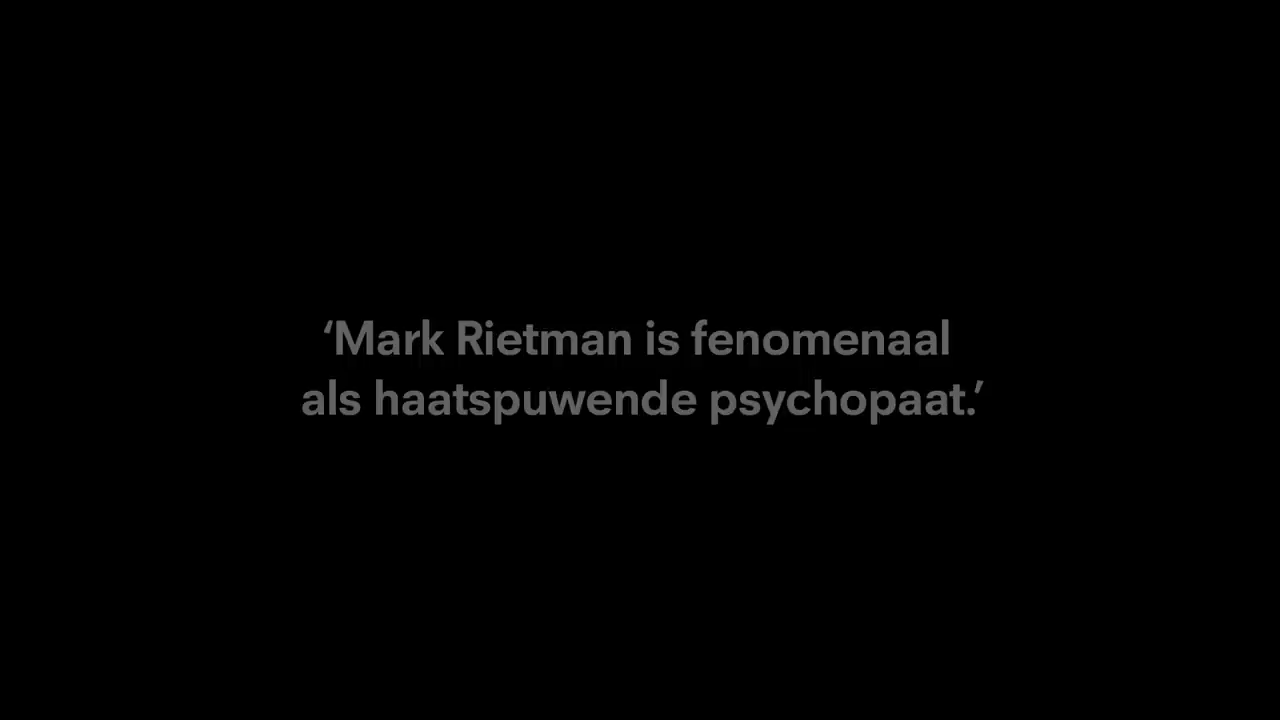 ‘Mark Rietman is fenomenaal
als haatspuwende psychopaat.’